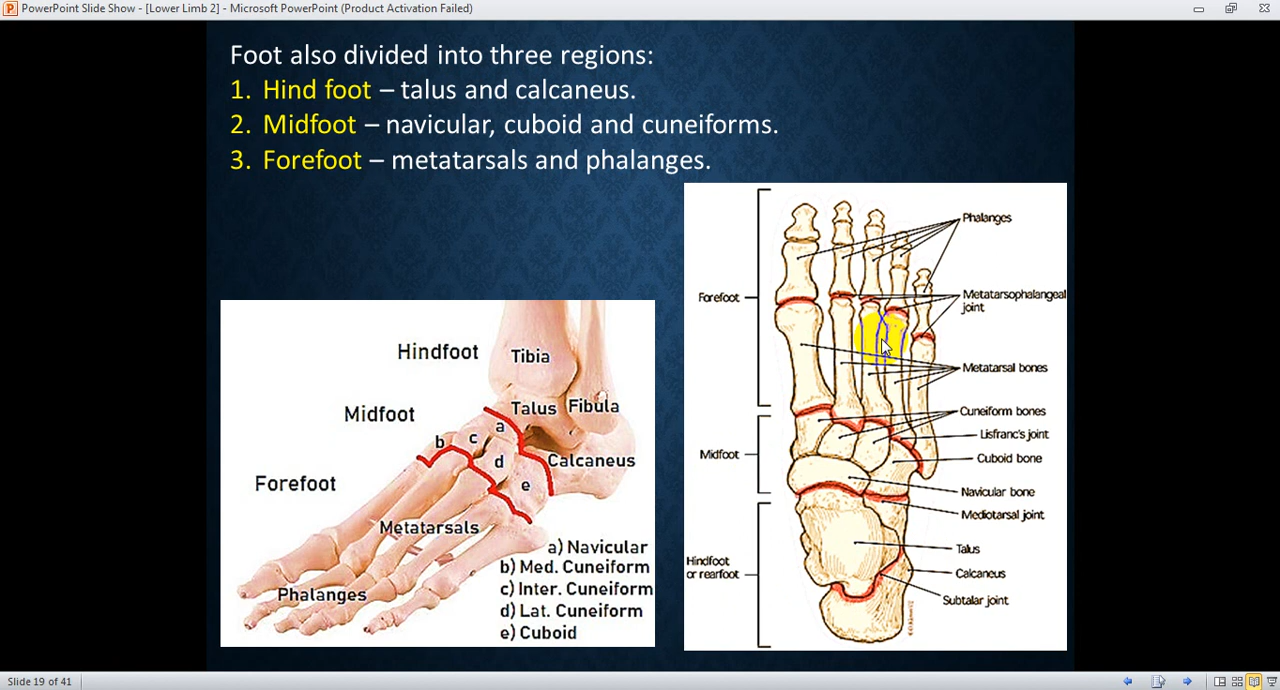 PowerPoint Slide Show - [Lower Limb 2] - Microsoft PowerPoint (Product Activation Failed)
Foot also divided into three regions:
1. Hind foot – talus and calcaneus.
2. Midfoot – navicular, cuboid and cuneiforms.
3. Forefoot – metatarsals and phalanges.
Hindfoot
Tibia
Midfoot
Talus
Fibula
a
b
c
d
e
Calcaneus
Forefoot
Metatarsals
Phalanges
a) Navicular
b) Med. Cuneiform
c) Inter. Cuneiform
d) Lat. Cuneiform
e) Cuboid
Phalanges
Forefoot
Metatarsophalangeal
joint
Metatarsal bones
Cuneiform bones
Lisfranc's joint
Midfoot
Cuboid bone
Navicular bone
Mediotarsal joint
Talus
Hindfoot
or rearfoot
Calcaneus
Subtalar joint
Slide 19 of 41